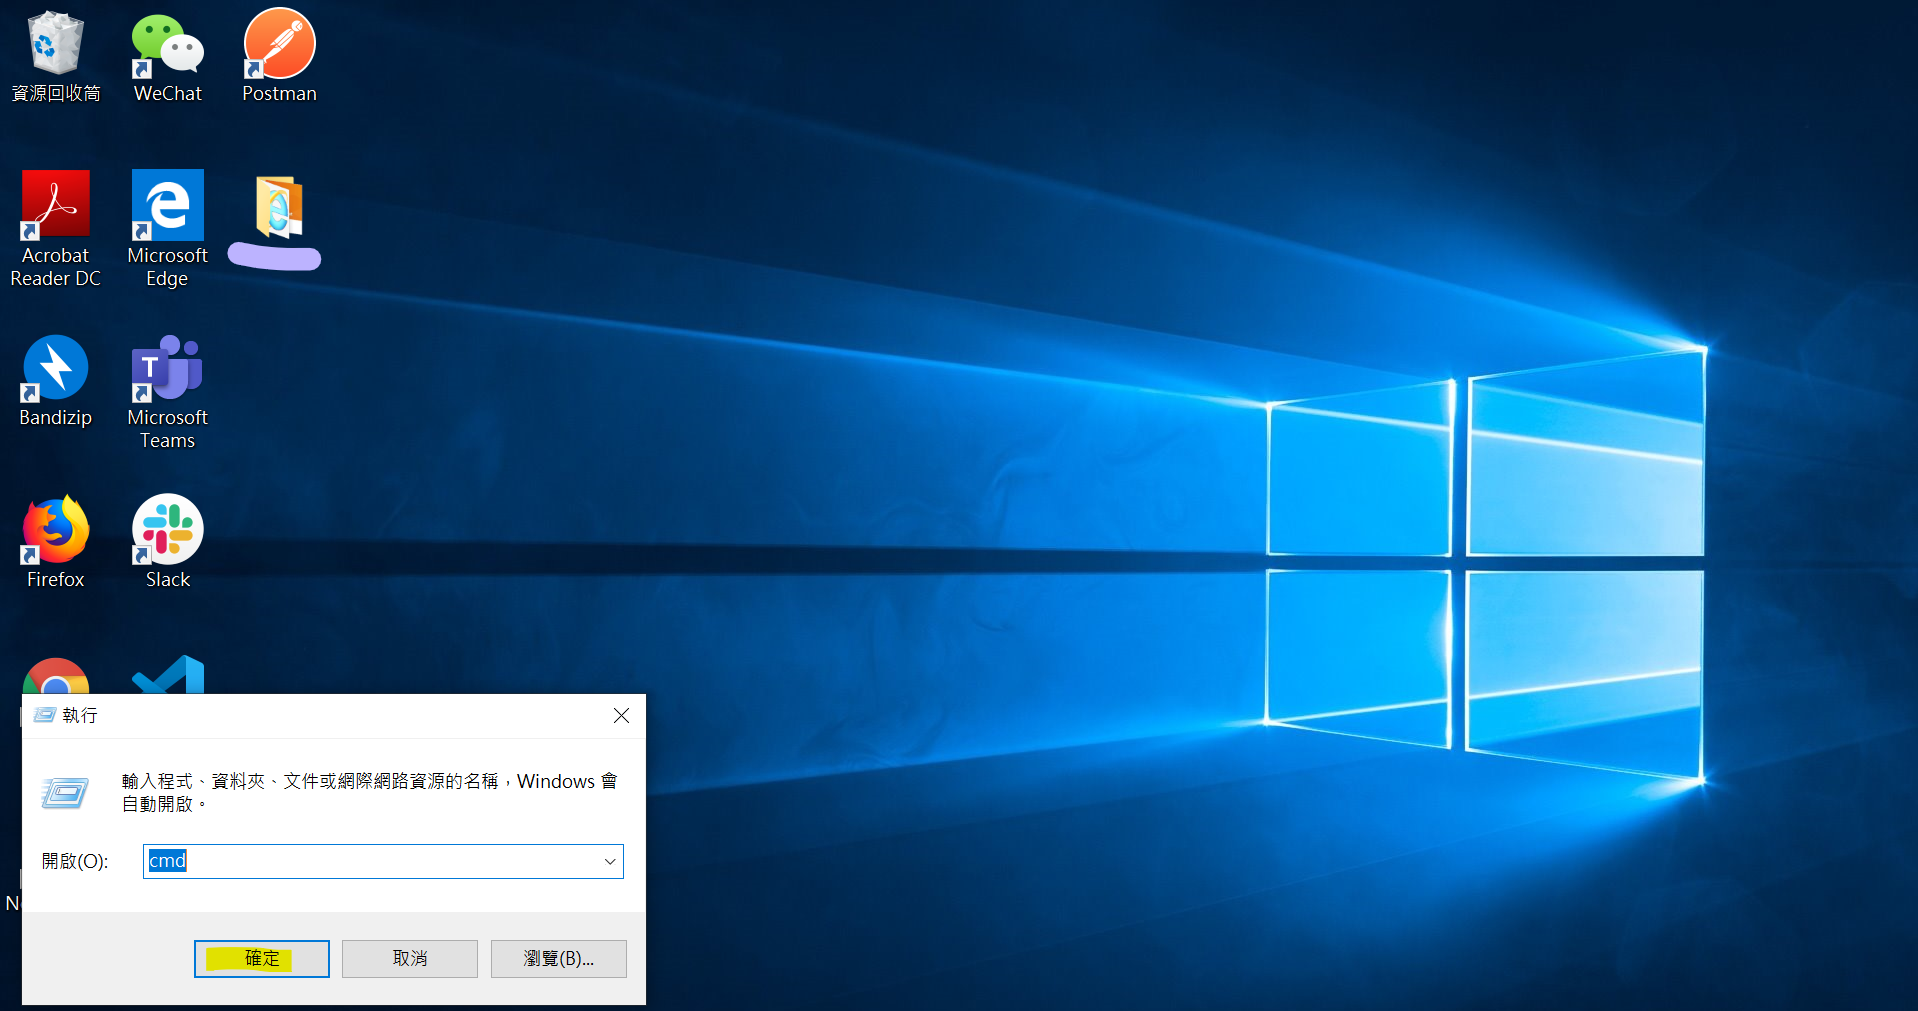 資源回收筒
WeChat
Postman
Acrobat
Reader DC
Microsoft
Edge
Bandizip
Microsoft
Teams
Firefox
Slack
執行
輸入程式、資料夾、文件或網際網路資源的名稱，Windows 會
自動開啟。
開啟(O):
cmd
確定
取消
瀏覽(B)...